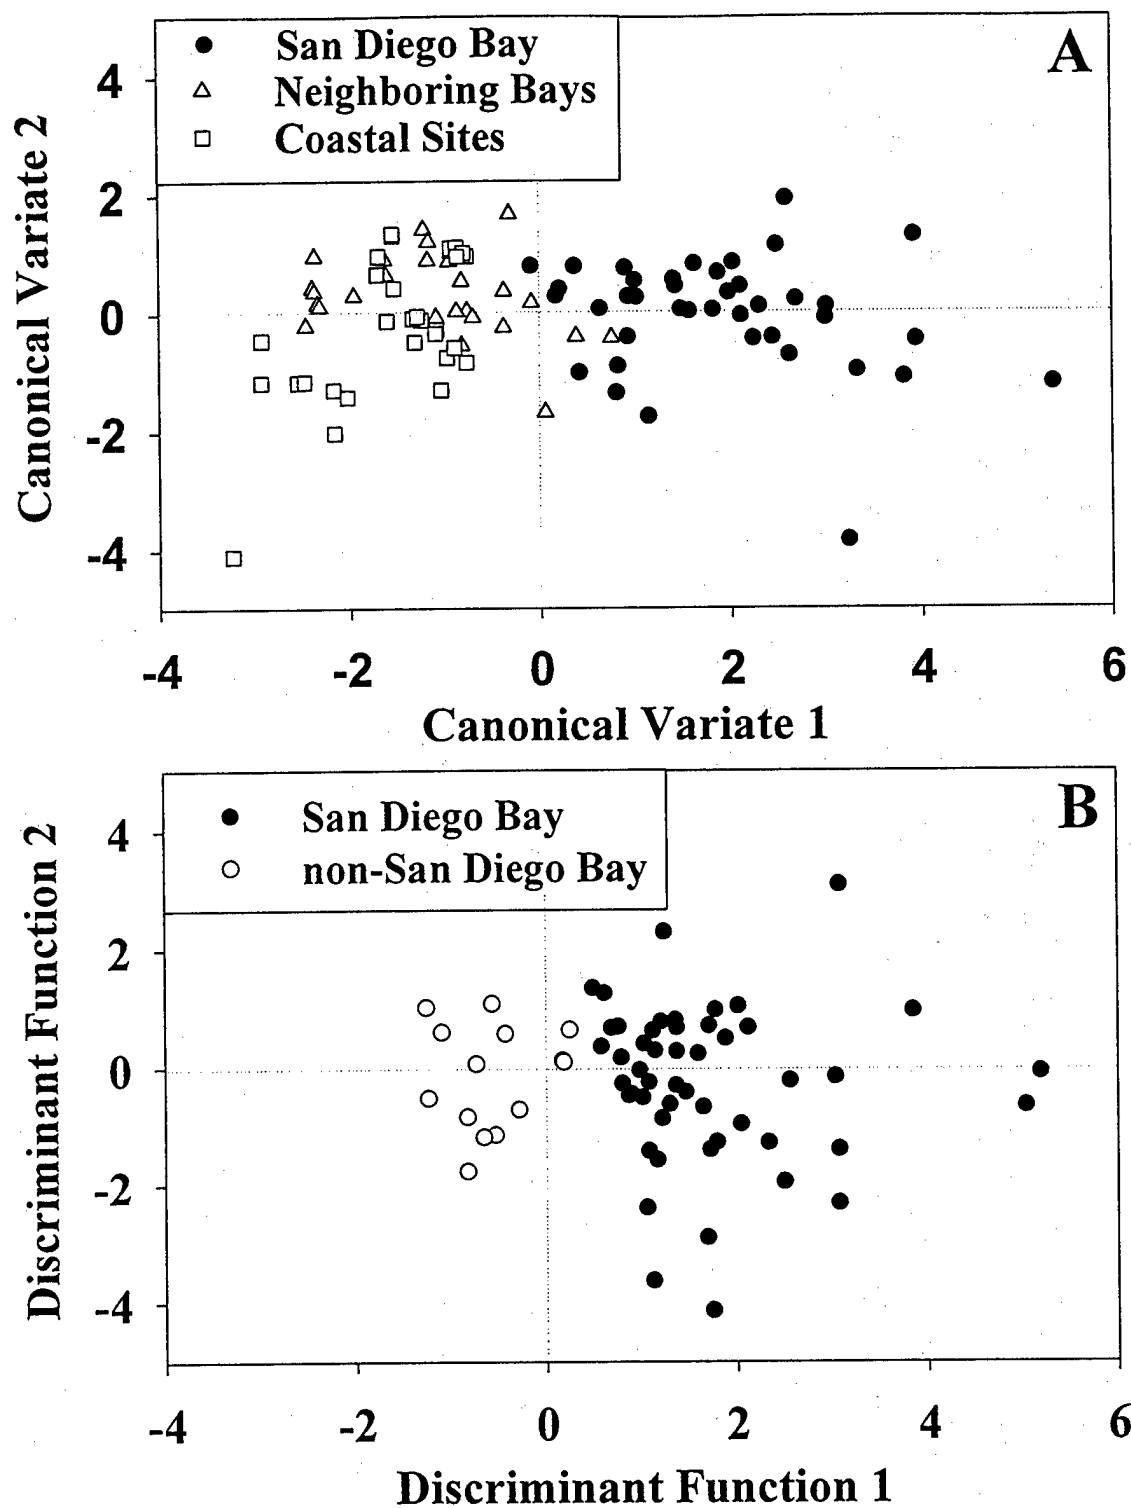 San Diego Bay
Neighboring Bays
Coastal Sites
A
4
2
0
-2
-4
Canonical Variate 2
-4 -2 0 2 4 6
Canonical Variate 1
San Diego Bay
non-San Diego Bay
B
4
2
0
-2
-4
Discriminant Function 2
-4 -2 0 2 4 6
Discriminant Function 1